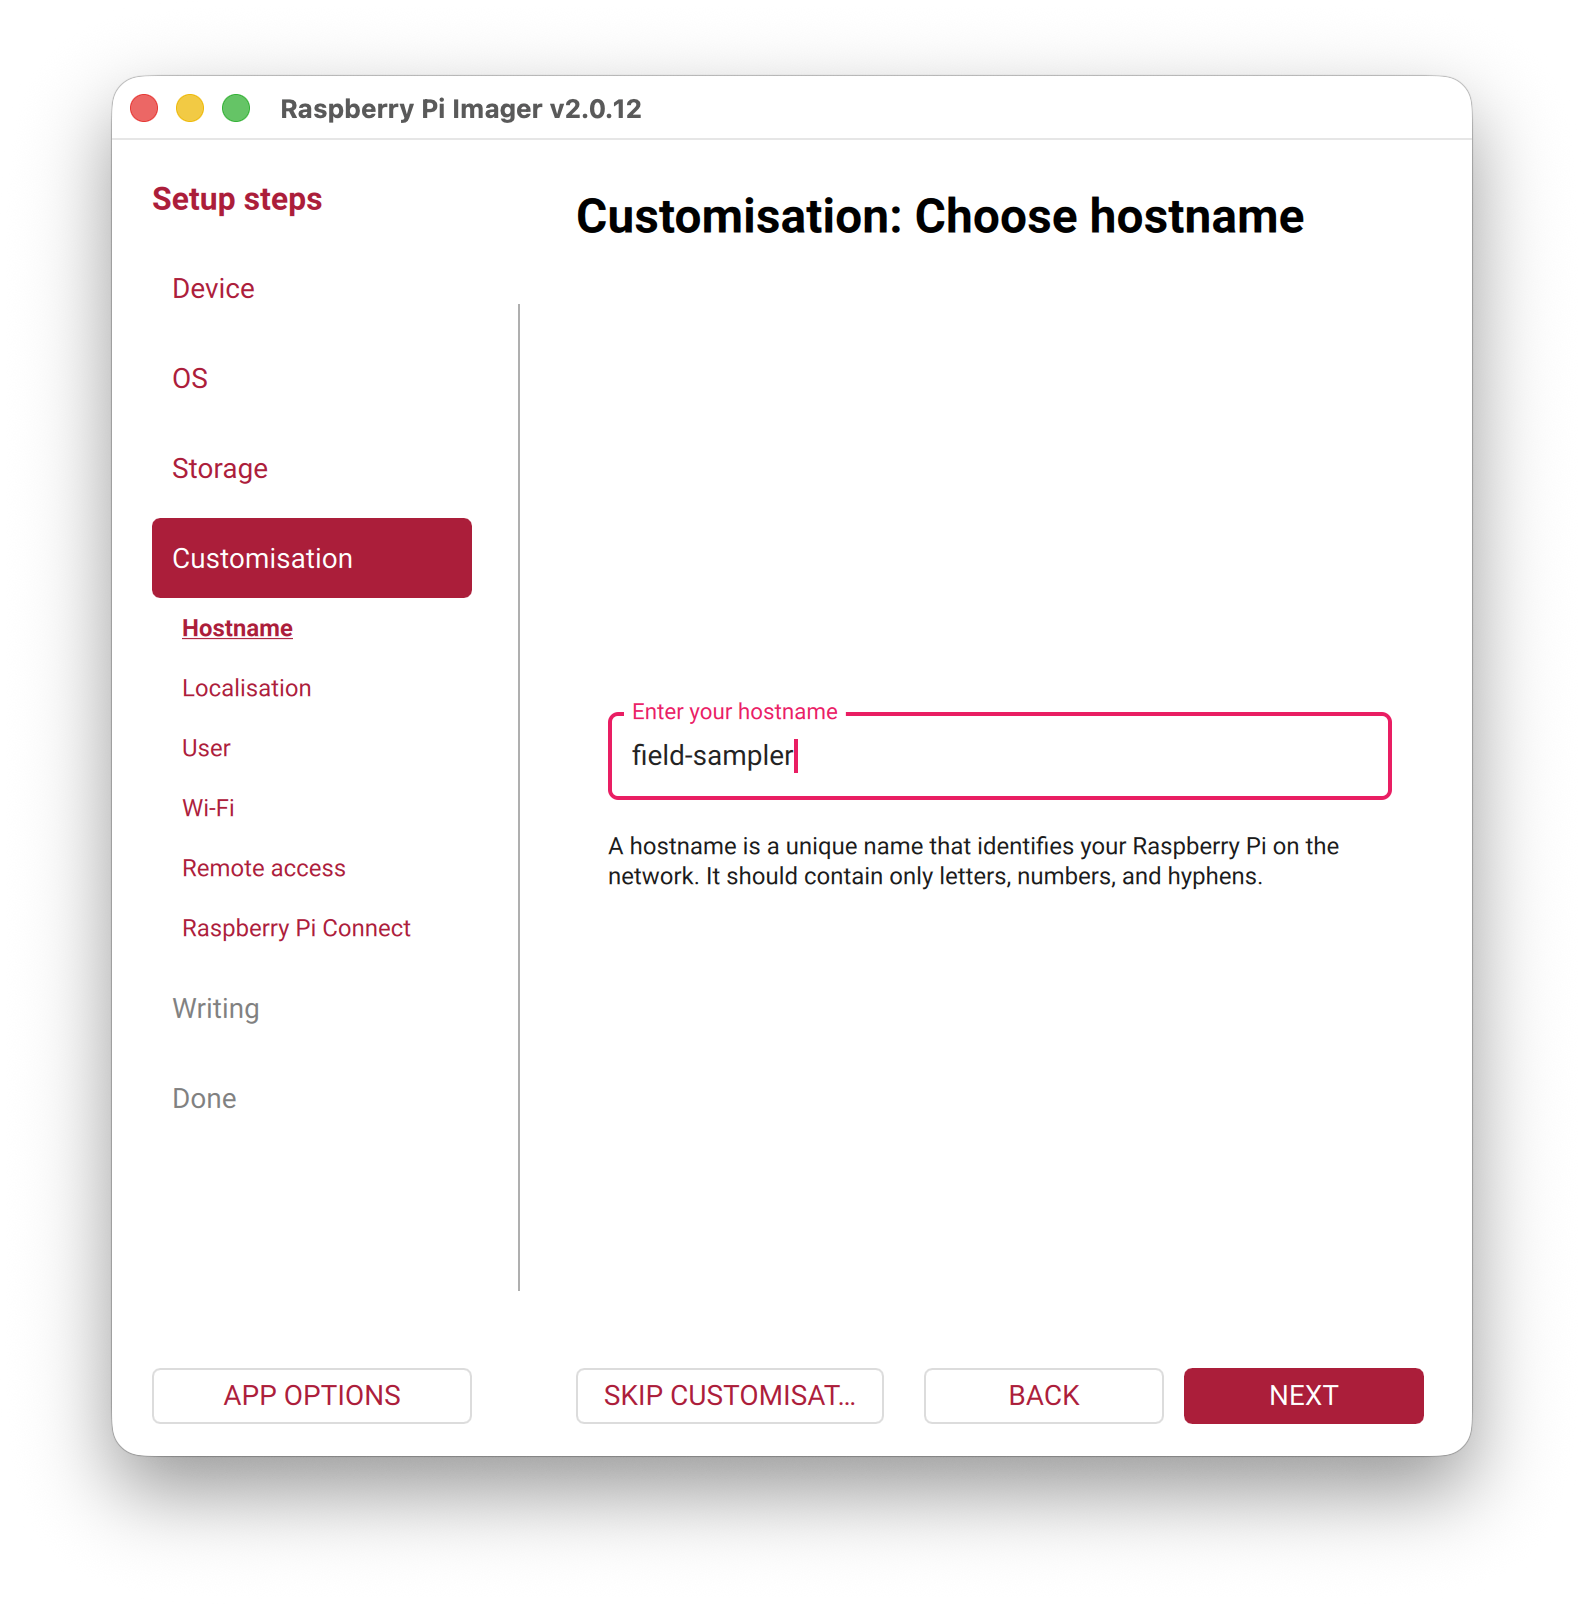 Raspberry Pi Imager v2.0.12
Setup steps
Device
OS
Storage
Customisation
Hostname
Localisation
User
Wi-Fi
Remote access
Raspberry Pi Connect
Writing
Done
APP OPTIONS
Customisation: Choose hostname
Enter your hostname
field-sampler
A hostname is a unique name that identifies your Raspberry Pi on the
network. It should contain only letters, numbers, and hyphens.
SKIP CUSTOMISAT...
BACK
NEXT